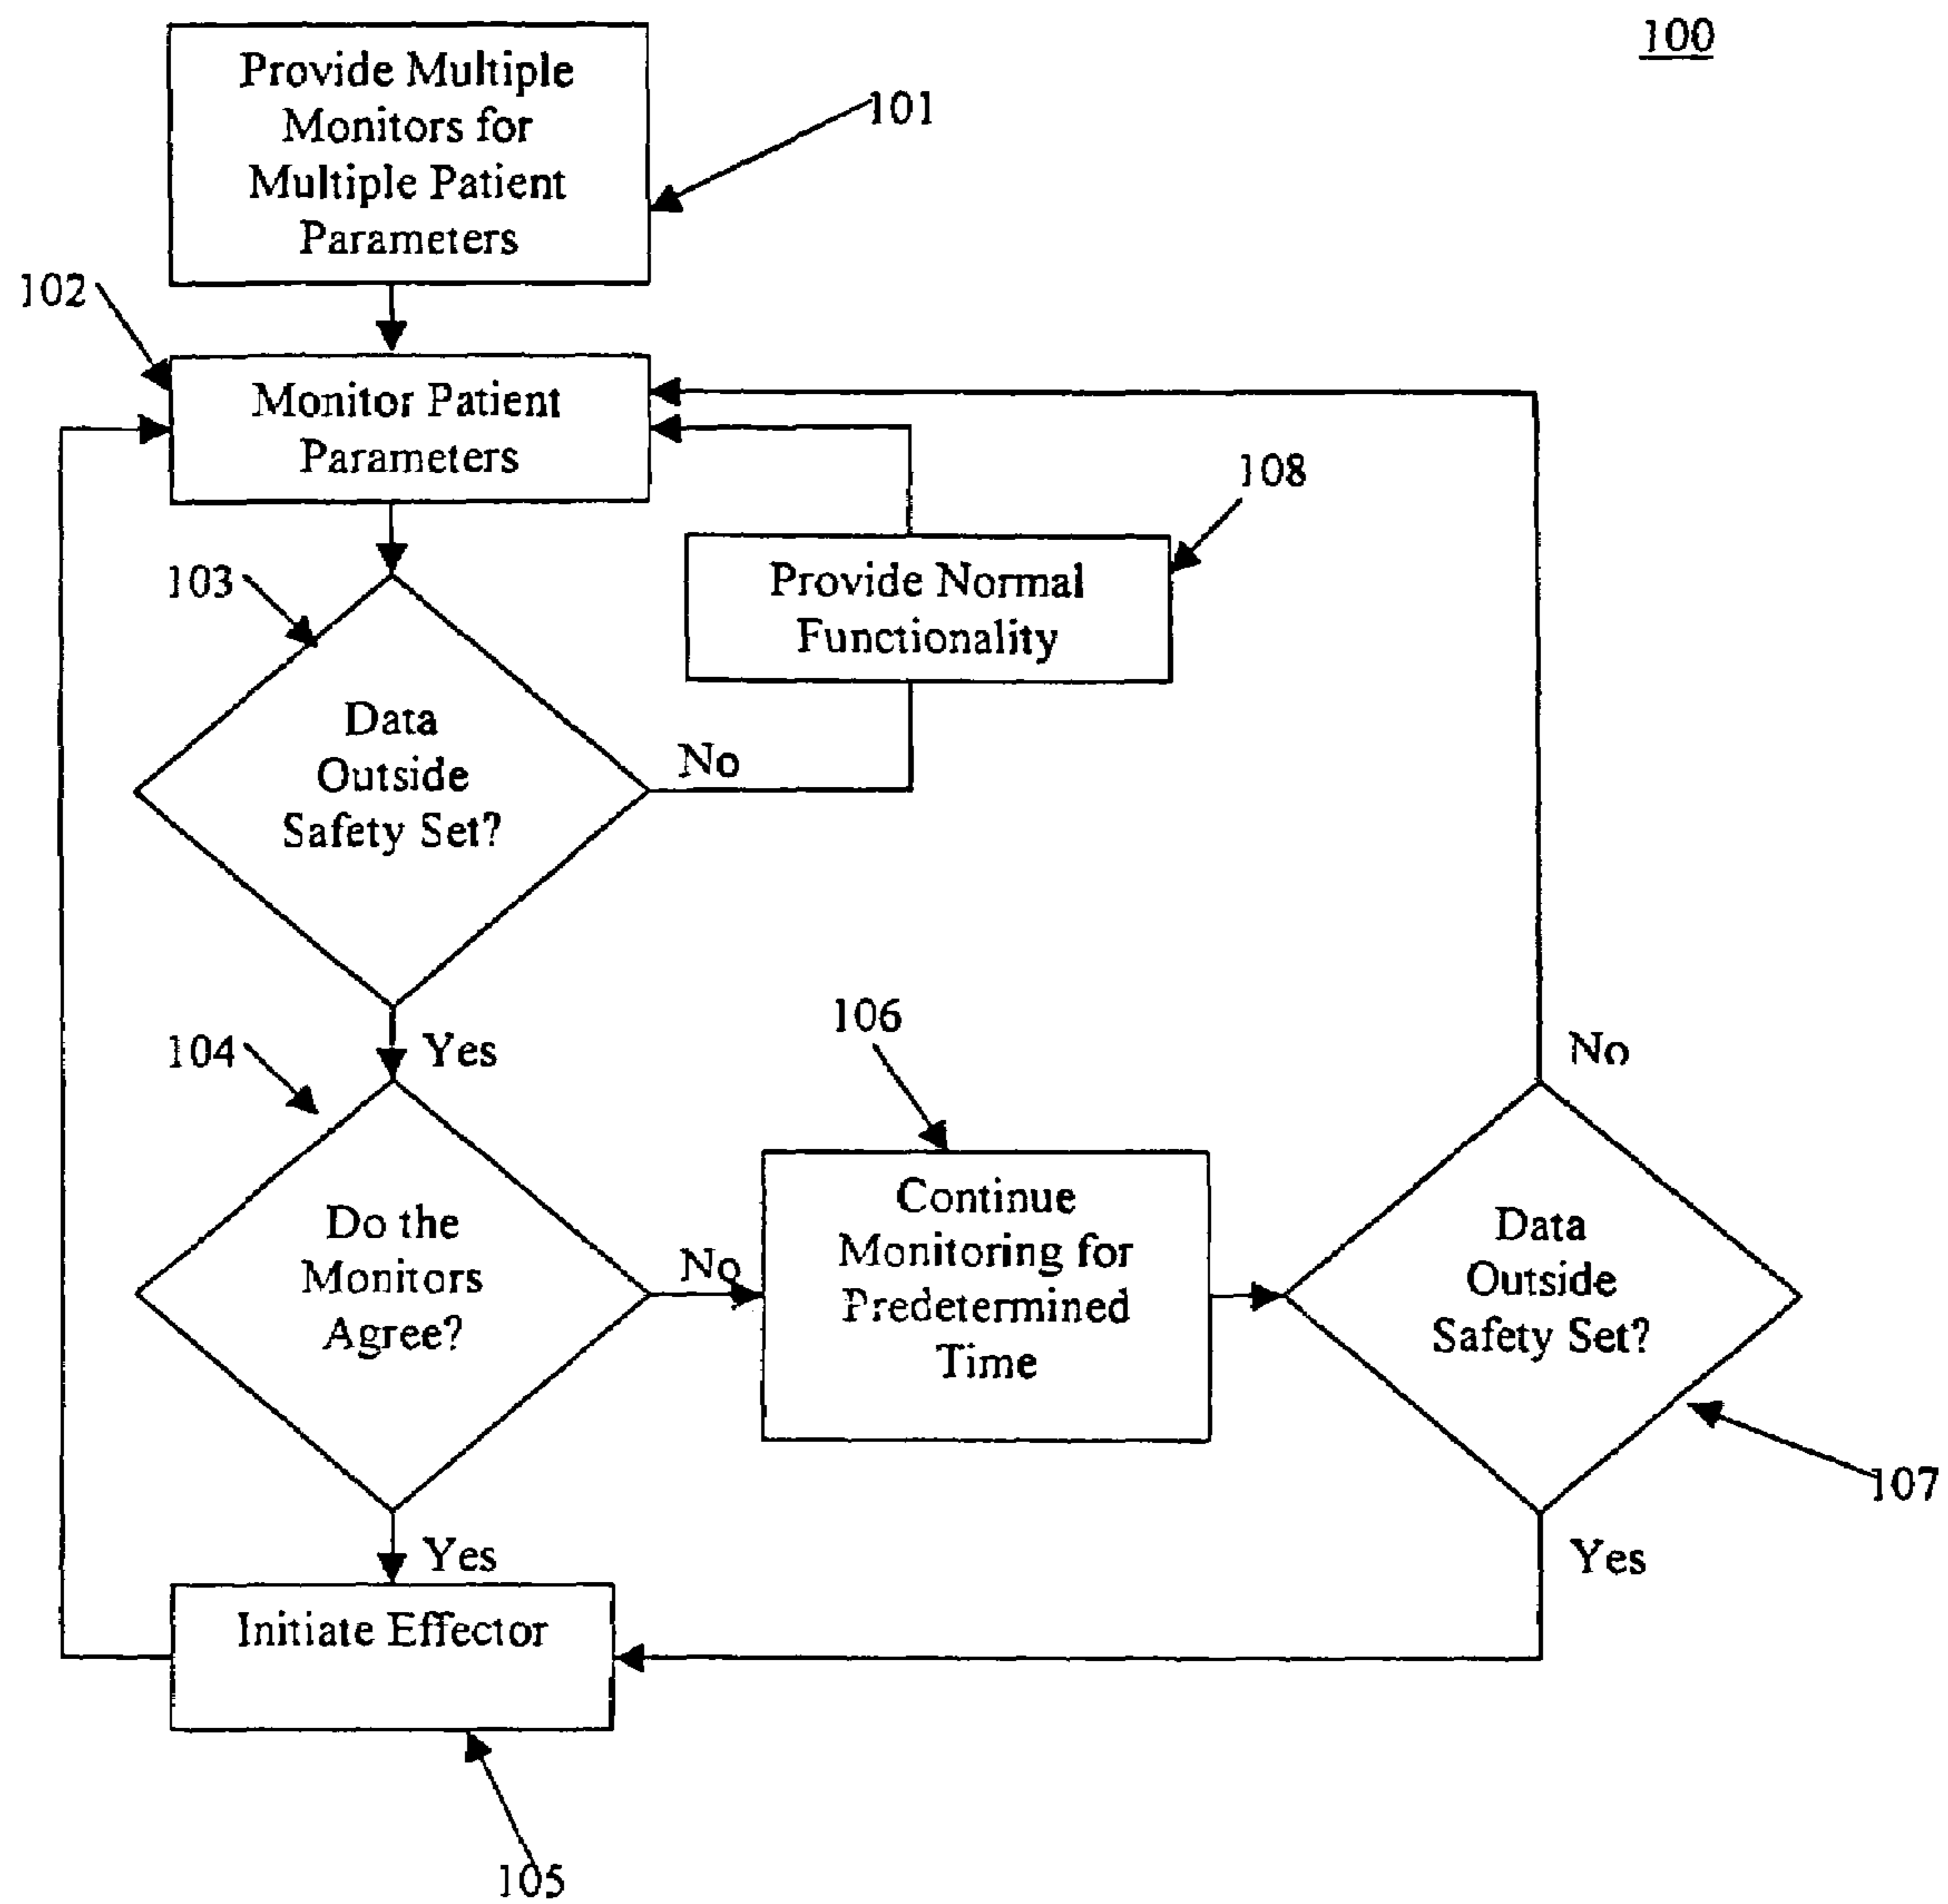 100
Provide Multiple
Monitors for
Multiple Patient
Parameters
101
102
Monitor Patient
Parameters
108
Provide Normal
Functionality
103
Data
Outside
Safety Set?
No
Yes
104
Do the
Monitors
Agree?
No
106
Continue
Monitoring for
Predetermined
Time
No
Data
Outside
Safety Set?
107
Yes
Yes
Initiate Effector
105